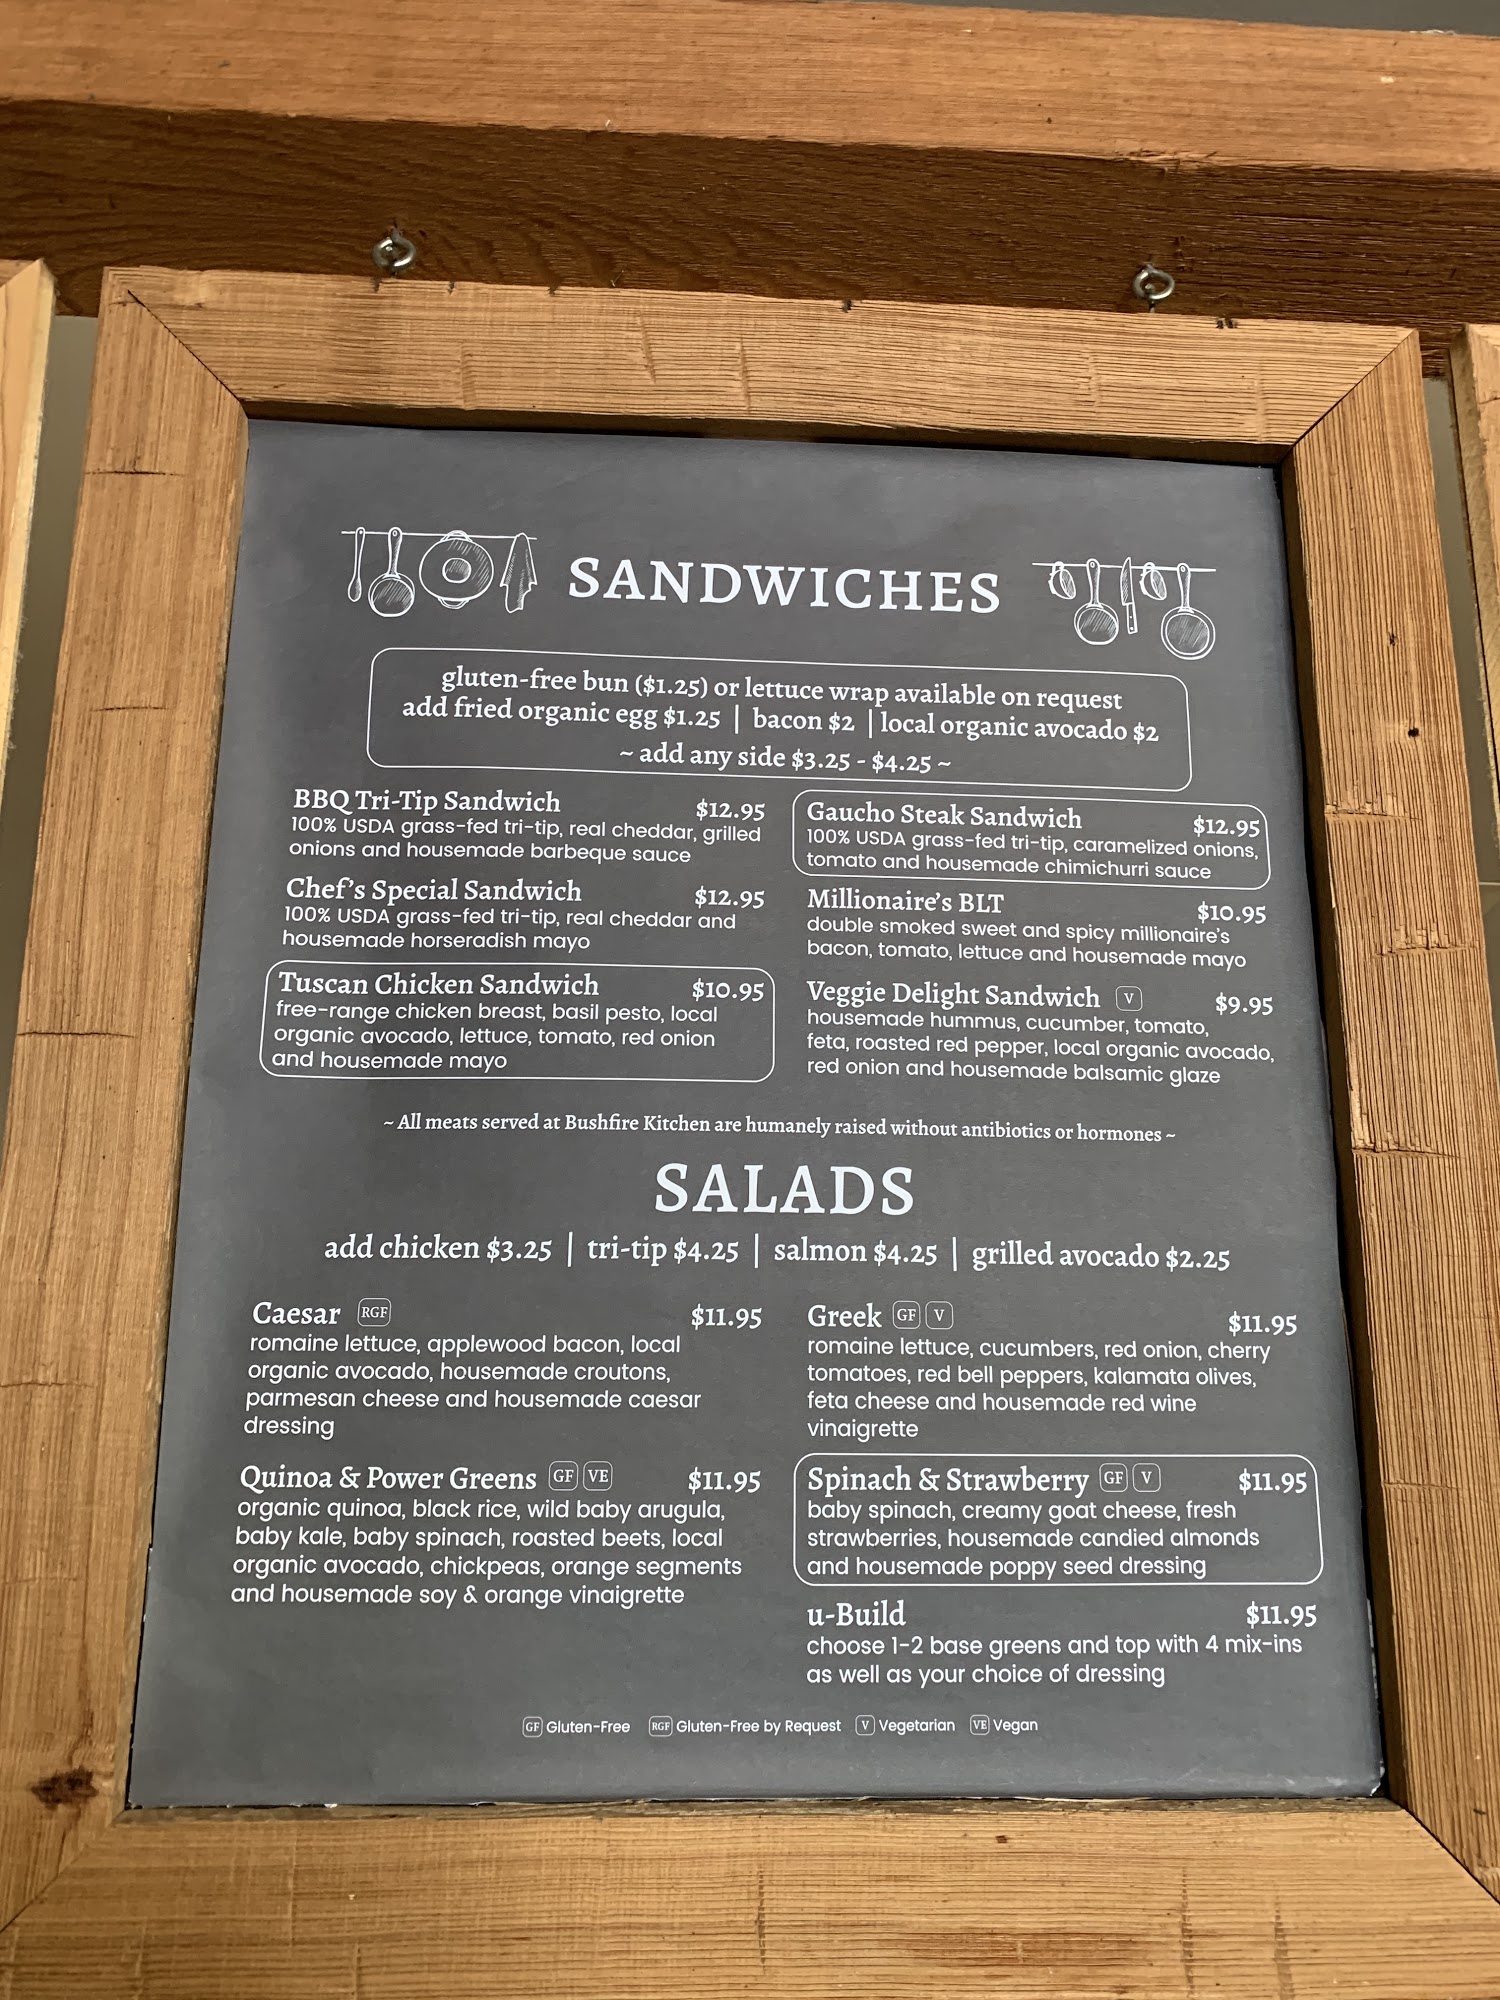 SANDWICHES
gluten-free bun ($1.25) or lettuce wrap available on request
add fried organic egg $1.25 | bacon $2 | local organic avocado $2
~ add any side $3.25 - $4.25 ~
BBQ Tri-Tip Sandwich $12.95
100% USDA grass-fed tri-tip, real cheddar, grilled
onions and housemade barbeque sauce
Chef's Special Sandwich $12.95
100% USDA grass-fed tri-tip, real cheddar and
housemade horseradish mayo
Tuscan Chicken Sandwich $10.95
free-range chicken breast, basil pesto, local
organic avocado, lettuce, tomato, red onion
and housemade mayo
Gaucho Steak Sandwich $12.95
100% USDA grass-fed tri-tip, caramelized onions,
tomato and housemade chimichurri sauce
Millionaire's BLT $10.95
double smoked sweet and spicy millionaire's
bacon, tomato, lettuce and housemade mayo
Veggie Delight Sandwich V $9.95
housemade hummus, cucumber, tomato,
feta, roasted red pepper, local organic avocado,
red onion and housemade balsamic glaze
~ All meats served at Bushfire Kitchen are humanely raised without antibiotics or hormones ~
SALADS
add chicken $3.25 | tri-tip $4.25 | salmon $4.25 | grilled avocado $2.25
Caesar RGF $11.95
romaine lettuce, applewood bacon, local
organic avocado, housemade croutons,
parmesan cheese and housemade caesar
dressing
Quinoa & Power Greens GF VE $11.95
organic quinoa, black rice, wild baby arugula,
baby kale, baby spinach, roasted beets, local
organic avocado, chickpeas, orange segments
and housemade soy & orange vinaigrette
Greek GF V $11.95
romaine lettuce, cucumbers, red onion, cherry
tomatoes, red bell peppers, kalamata olives,
feta cheese and housemade red wine
vinaigrette
Spinach & Strawberry GF V $11.95
baby spinach, creamy goat cheese, fresh
strawberries, housemade candied almonds
and housemade poppy seed dressing
u-Build $11.95
choose 1-2 base greens and top with 4 mix-ins
as well as your choice of dressing
GF Gluten-Free RGF Gluten-Free by Request V Vegetarian VE Vegan